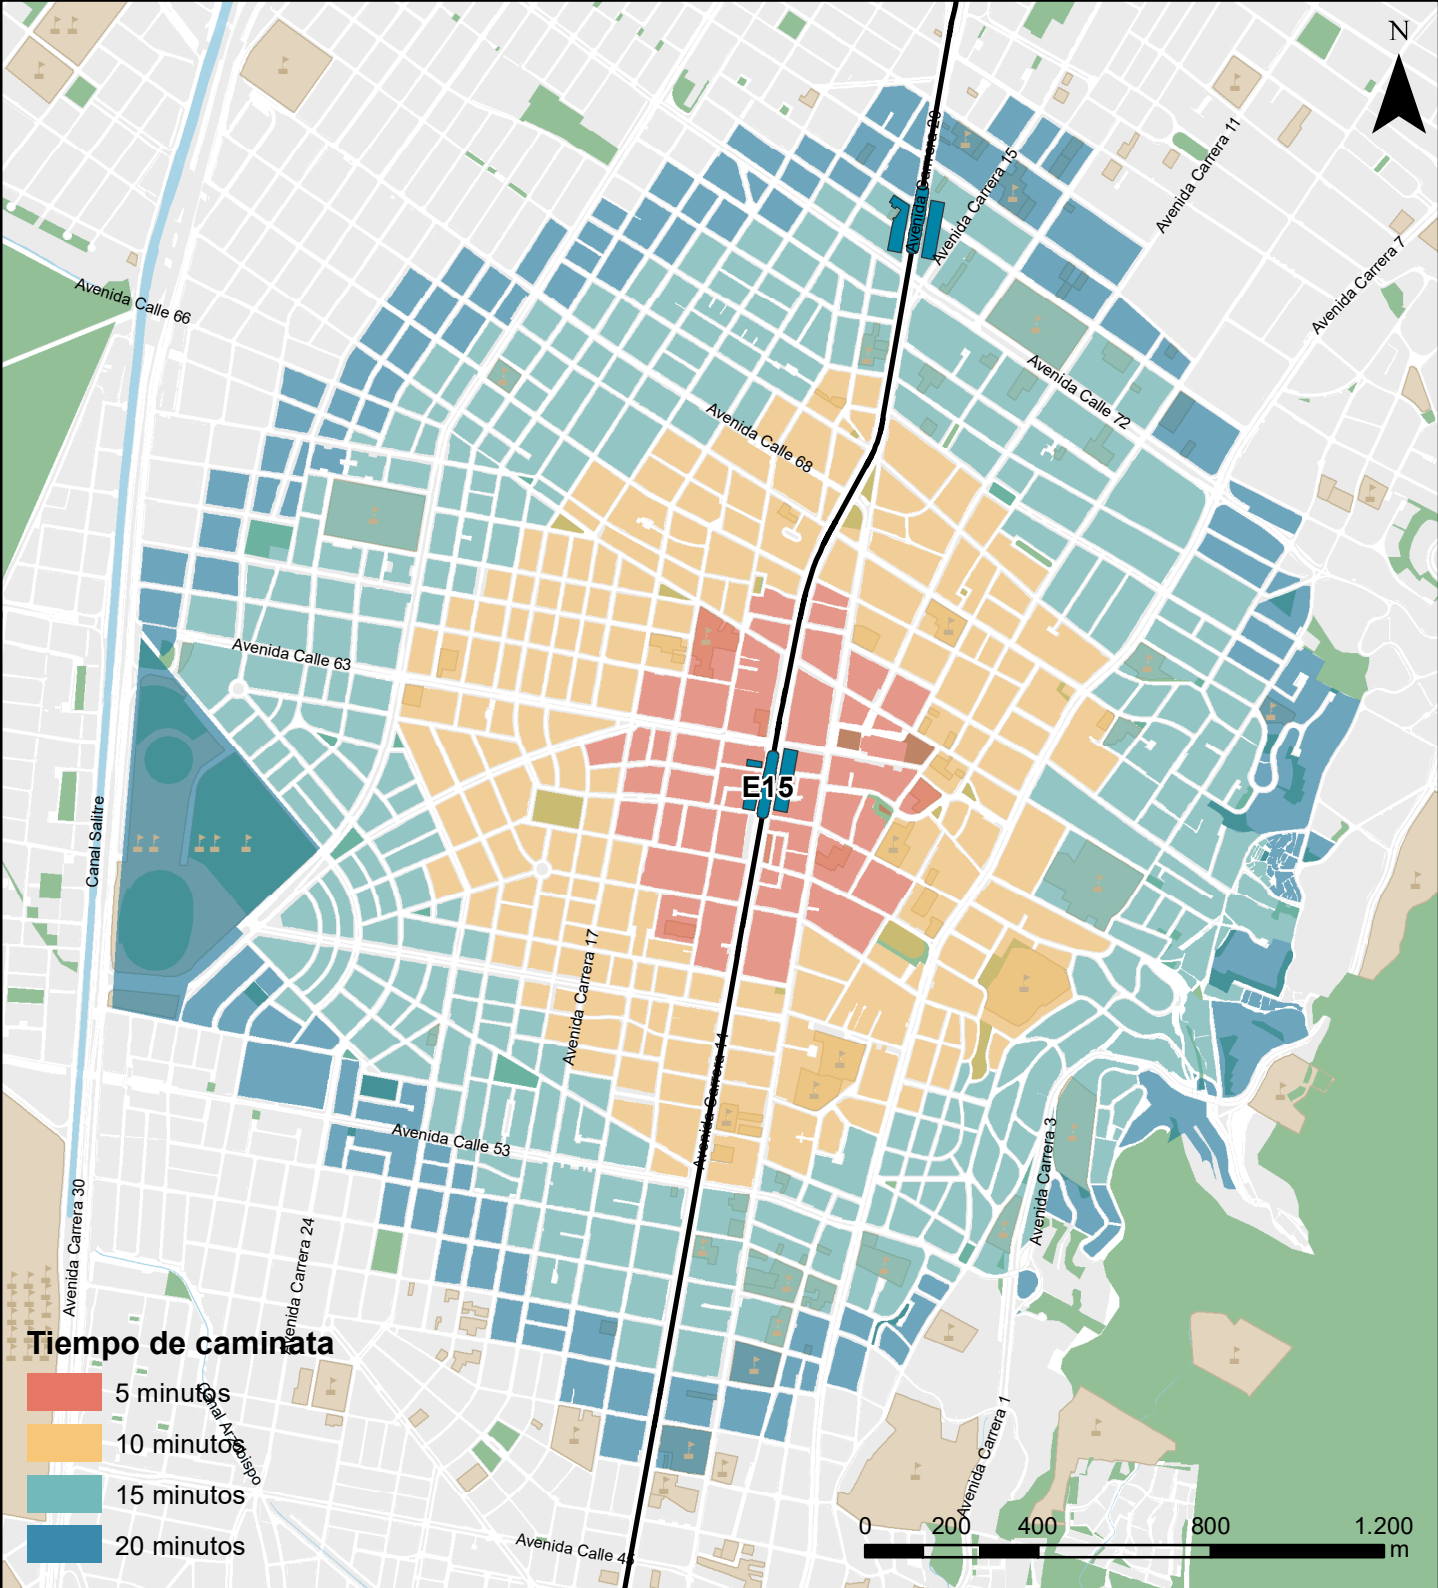 N
Avenida Carrera 20
Avenida Carrera 15
Avenida Carrera 11
Avenida Carrera 7
Avenida Calle 66
Avenida Calle 72
Avenida Calle 68
Avenida Calle 63
E15
Canal Salitre
Avenida Carrera 17
Avenida Carrera 14
Avenida Calle 53
Avenida Carrera 3
Avenida Carrera 30
Avenida Carrera 24
Tiempo de caminata
5 minutos
10 minutos
15 minutos
20 minutos
Canal Arzobispo
Avenida Carrera 1
Avenida Calle
0 200 400 800 1.200
m